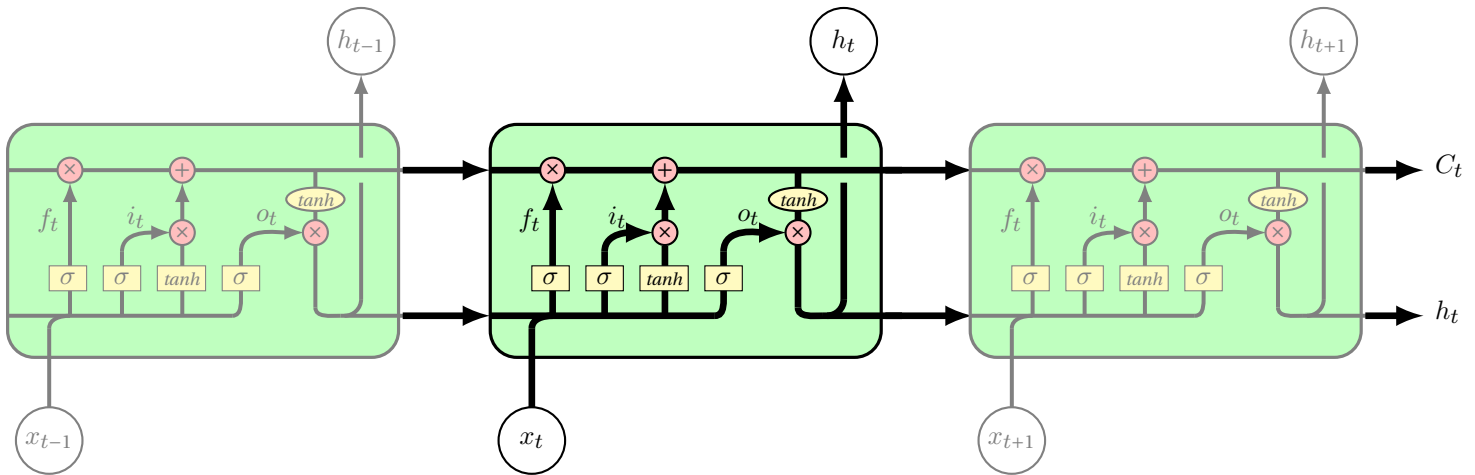 h_{t−1} h_t h_{t+1}
× + × + × + C_t
tanh tanh tanh
f_t i_t o_t f_t i_t o_t f_t i_t o_t
× × × × × ×
σ σ tanh σ σ σ tanh σ σ σ tanh σ
h_t
x_{t−1} x_t x_{t+1}